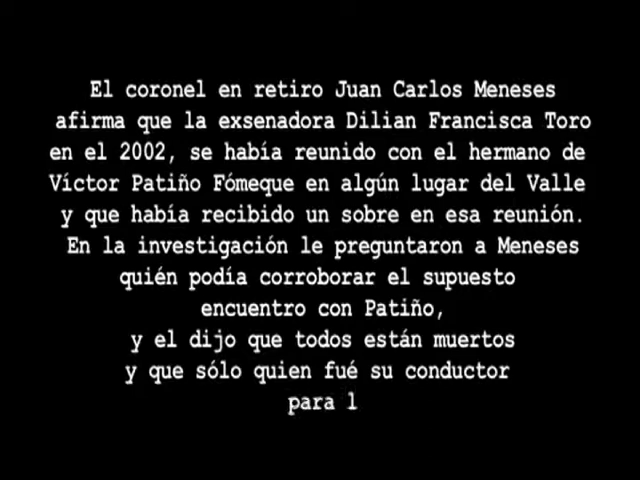 El coronel en retiro Juan Carlos Meneses
afirma que la exsenadora Dilian Francisca Toro
en el 2002, se había reunido con el hermano de
Víctor Patiño Fómeque en algún lugar del Valle
y que había recibido un sobre en esa reunión.
En la investigación le preguntaron a Meneses
quién podía corroborar el supuesto
encuentro con Patiño,
y el dijo que todos están muertos
y que sólo quien fué su conductor
para l